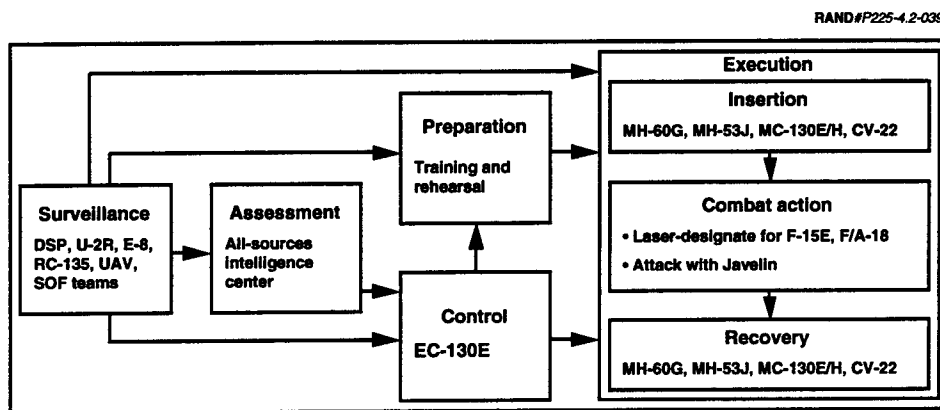 RAND#P225-4.2-039
Execution
Insertion
MH-60G, MH-53J, MC-130E/H, CV-22
Preparation
Training and
rehearsal
Surveillance
DSP, U-2R, E-8,
RC-135, UAV,
SOF teams
Assessment
All-sources
intelligence
center
Combat action
• Laser-designate for F-15E, F/A-18
• Attack with Javelin
Control
EC-130E
Recovery
MH-60G, MH-53J, MC-130E/H, CV-22